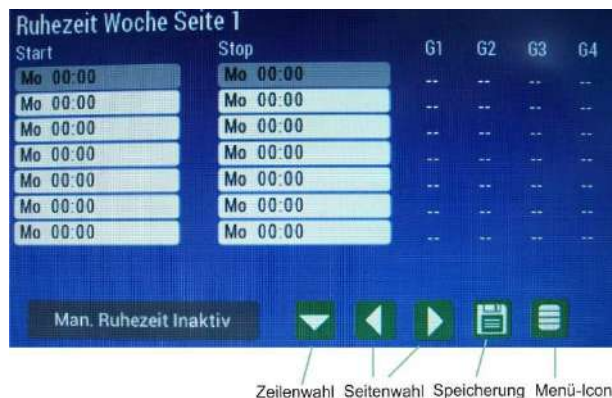 Ruhezeit Woche Seite 1
Start Stop G1 G2 G3 G4
Mo 00:00 Mo 00:00 -- -- -- --
Mo 00:00 Mo 00:00 -- -- -- --
Mo 00:00 Mo 00:00 -- -- -- --
Mo 00:00 Mo 00:00 -- -- -- --
Mo 00:00 Mo 00:00 -- -- -- --
Mo 00:00 Mo 00:00 -- -- -- --
Mo 00:00 Mo 00:00 -- -- -- --
Man. Ruhezeit Inaktiv
Zeilenwahl Seitenwahl Speicherung Menü-Icon